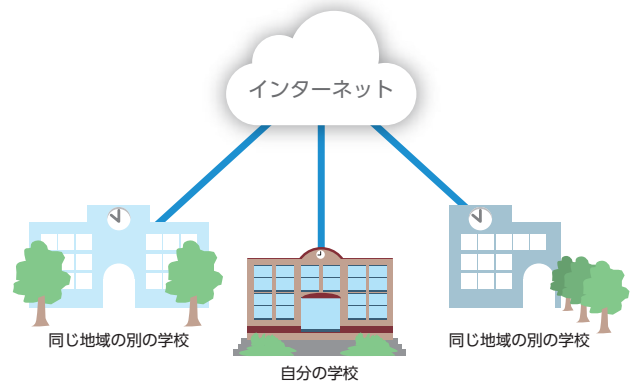 インターネット
同じ地域の別の学校
自分の学校
同じ地域の別の学校